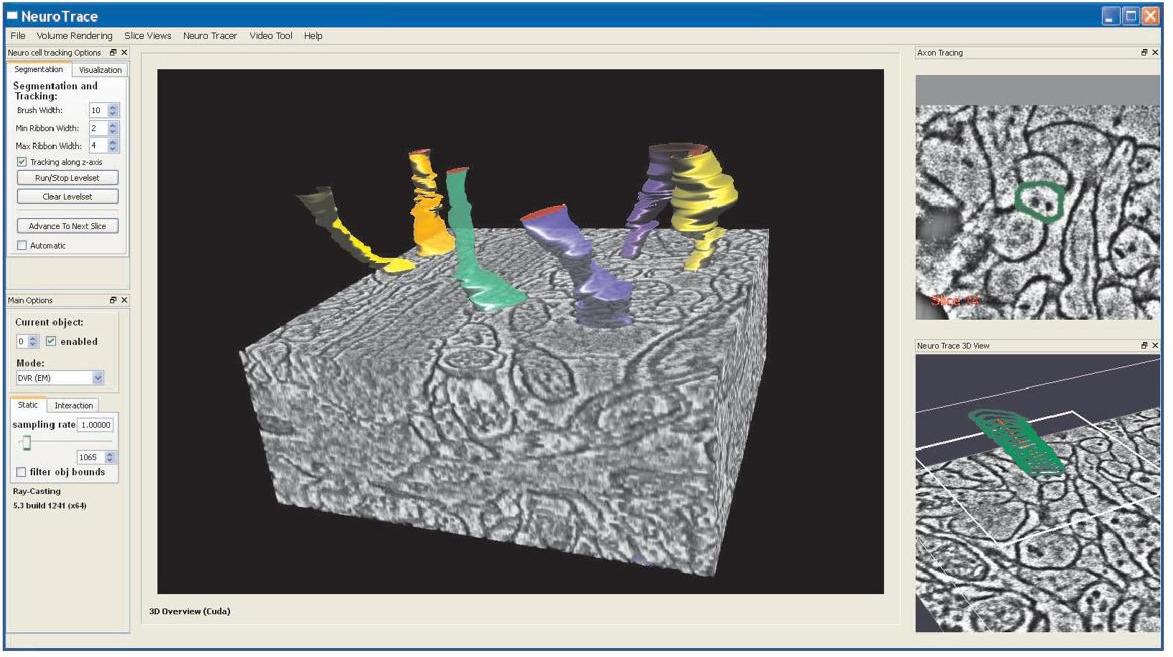 NeuroTrace
File Volume Rendering Slice Views Neuro Tracer Video Tool Help
Neuro cell tracking Options
Segmentation Visualization
Segmentation and
Tracking:
Brush Width: 10
Min Ribbon Width: 2
Max Ribbon Width: 4
Tracking along z-axis
Run/Stop Levelset
Clear Levelset
Advance To Next Slice
Automatic
Main Options
Current object:
0 enabled
Mode:
DVR (EM)
Static Interaction
sampling rate 1.00000
1065
filter obj bounds
Ray-Casting
5.3 build 1241 (x64)
3D Overview (Cuda)
Axon Tracing
Slice
Neuro Trace 3D View